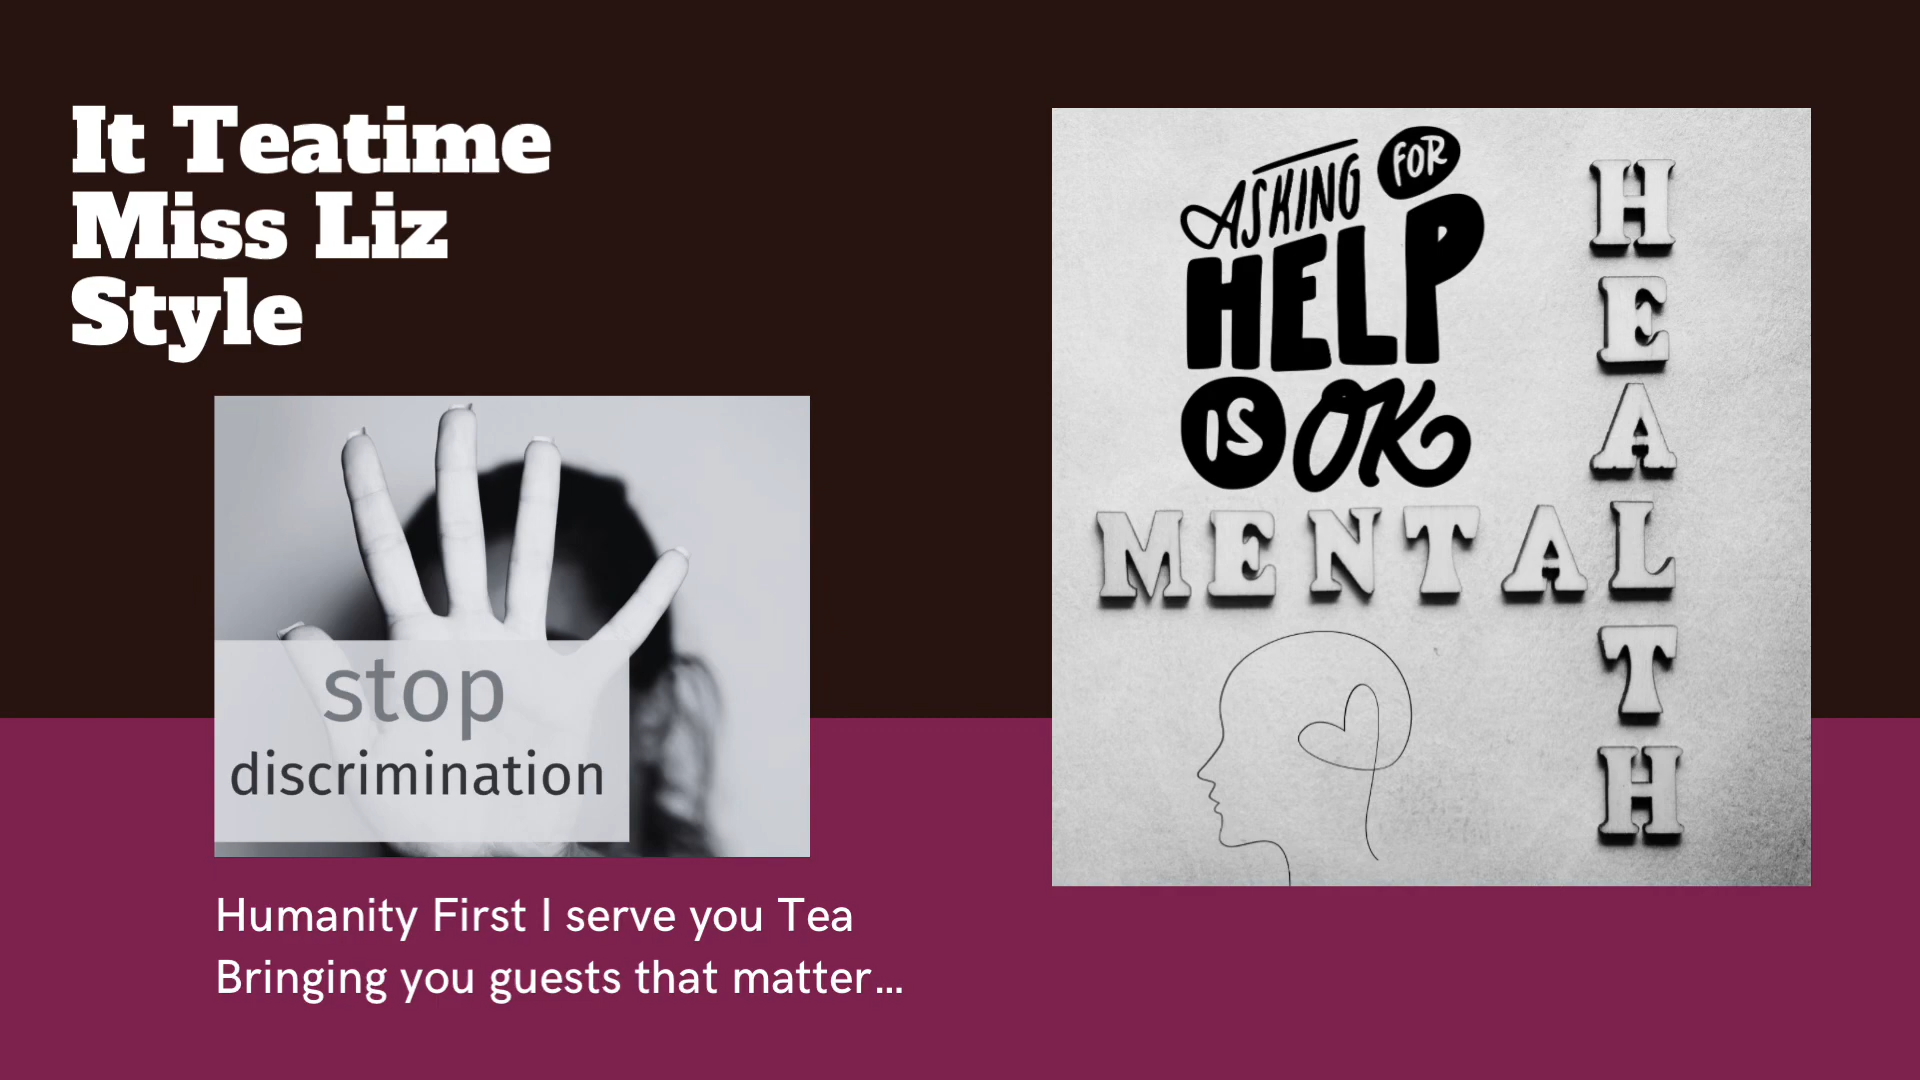 It Teatime
Miss Liz
Style
stop
discrimination
Humanity First I serve you Tea
Bringing you guests that matter...
ASKING FOR
HELP
IS OK
MENTAL
HEALTH